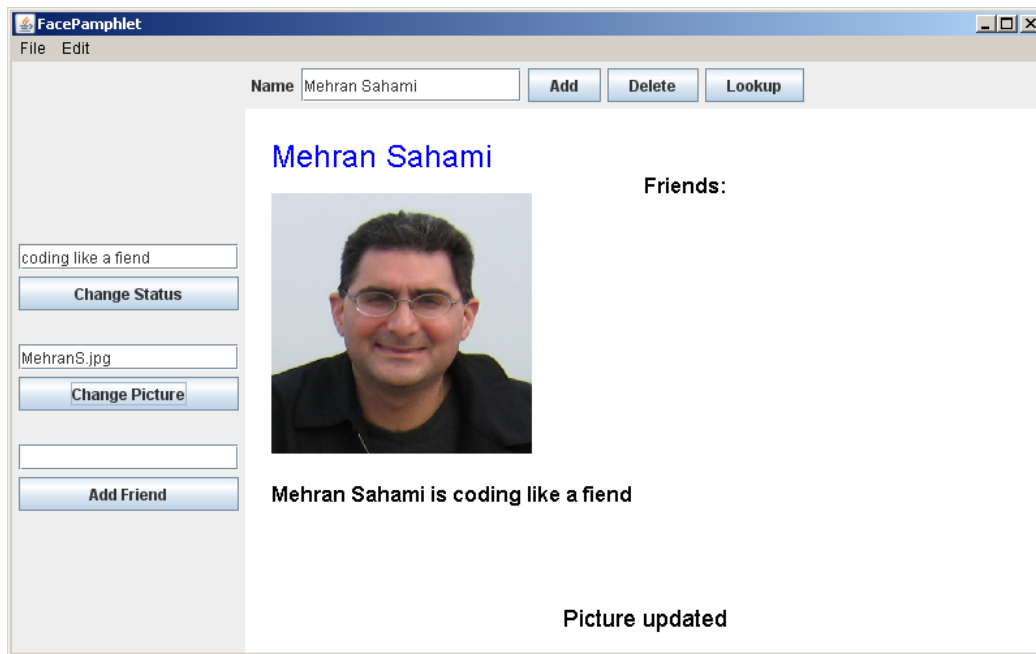 FacePamphlet
File Edit
Name Mehran Sahami Add Delete Lookup
Mehran Sahami
Friends:
coding like a fiend
Change Status
MehranS.jpg
Change Picture
Add Friend
Mehran Sahami is coding like a fiend
Picture updated